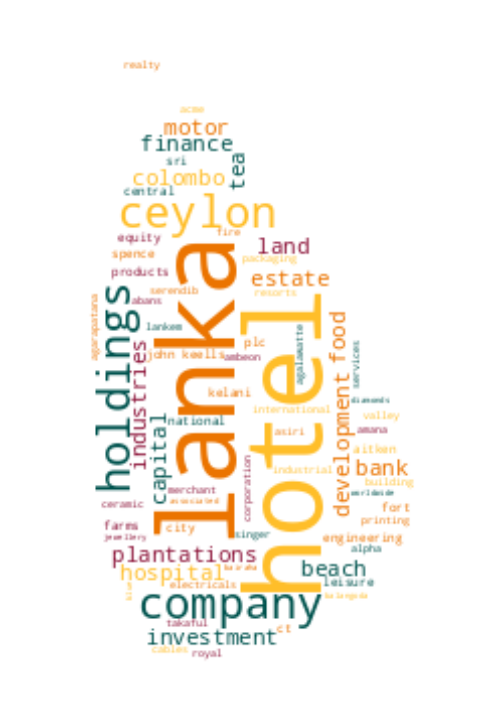 realty
acme
motor
finance
sri
tea
colombo
central
ceylon
equity
fire
land
spence
packaging
products
estate
serendib
resorts
abans
agarapatana
holdings
lanka
hotel
lankem
plc
agalawatte
food
john keells
ambeon
services
industries
kelani
diamonds
international
valley
national
capital
asiri
amana
development
aitken
industrial
bank
corporation
building
merchant
worldwide
associated
ceramic
fort
printing
farms
city
jewellery
singer
engineering
alpha
plantations
beach
hospital
leisure
electricals
balangoda
company
takaful
ct
investment
cables
royal